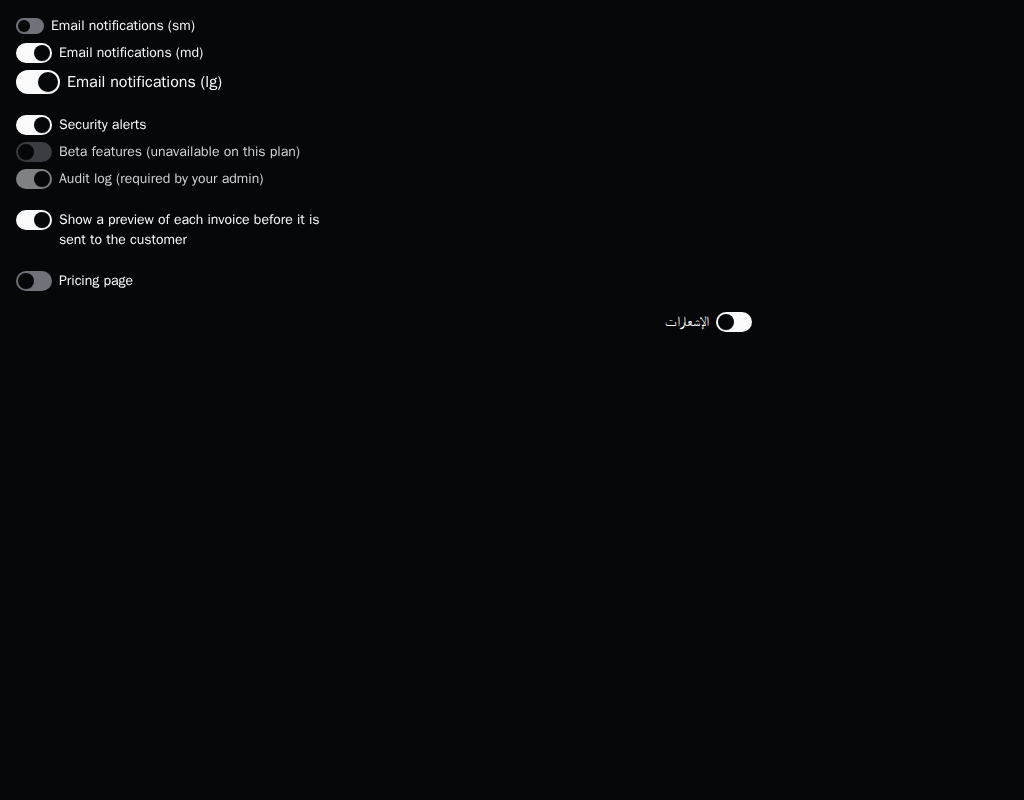 Email notifications (sm)
Email notifications (md)
Email notifications (lg)
Security alerts
Beta features (unavailable on this plan)
Audit log (required by your admin)
Show a preview of each invoice before it is
sent to the customer
Pricing page
الإشعارات